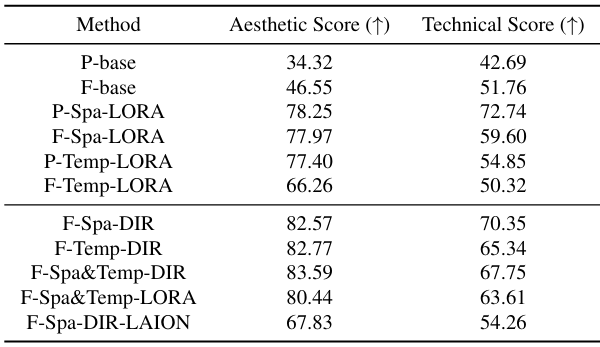 Method Aesthetic Score (↑) Technical Score (↑)
P-base 34.32 42.69
F-base 46.55 51.76
P-Spa-LORA 78.25 72.74
F-Spa-LORA 77.97 59.60
P-Temp-LORA 77.40 54.85
F-Temp-LORA 66.26 50.32
F-Spa-DIR 82.57 70.35
F-Temp-DIR 82.77 65.34
F-Spa&Temp-DIR 83.59 67.75
F-Spa&Temp-LORA 80.44 63.61
F-Spa-DIR-LAION 67.83 54.26